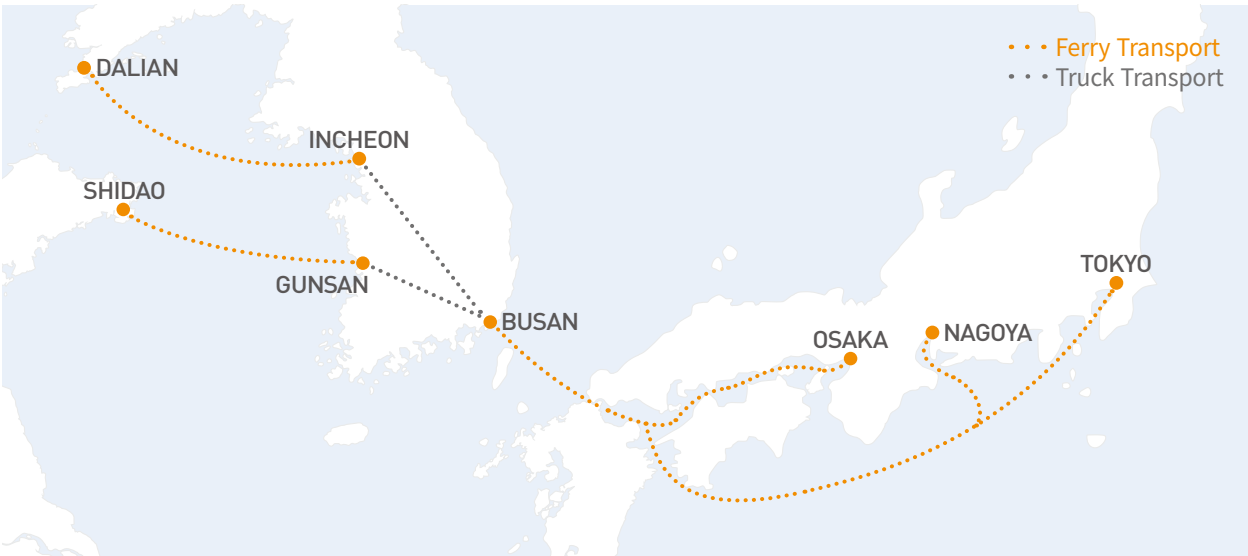 Ferry Transport
Truck Transport
DALIAN
INCHEON
SHIDAO
GUNSAN
BUSAN
TOKYO
OSAKA
NAGOYA